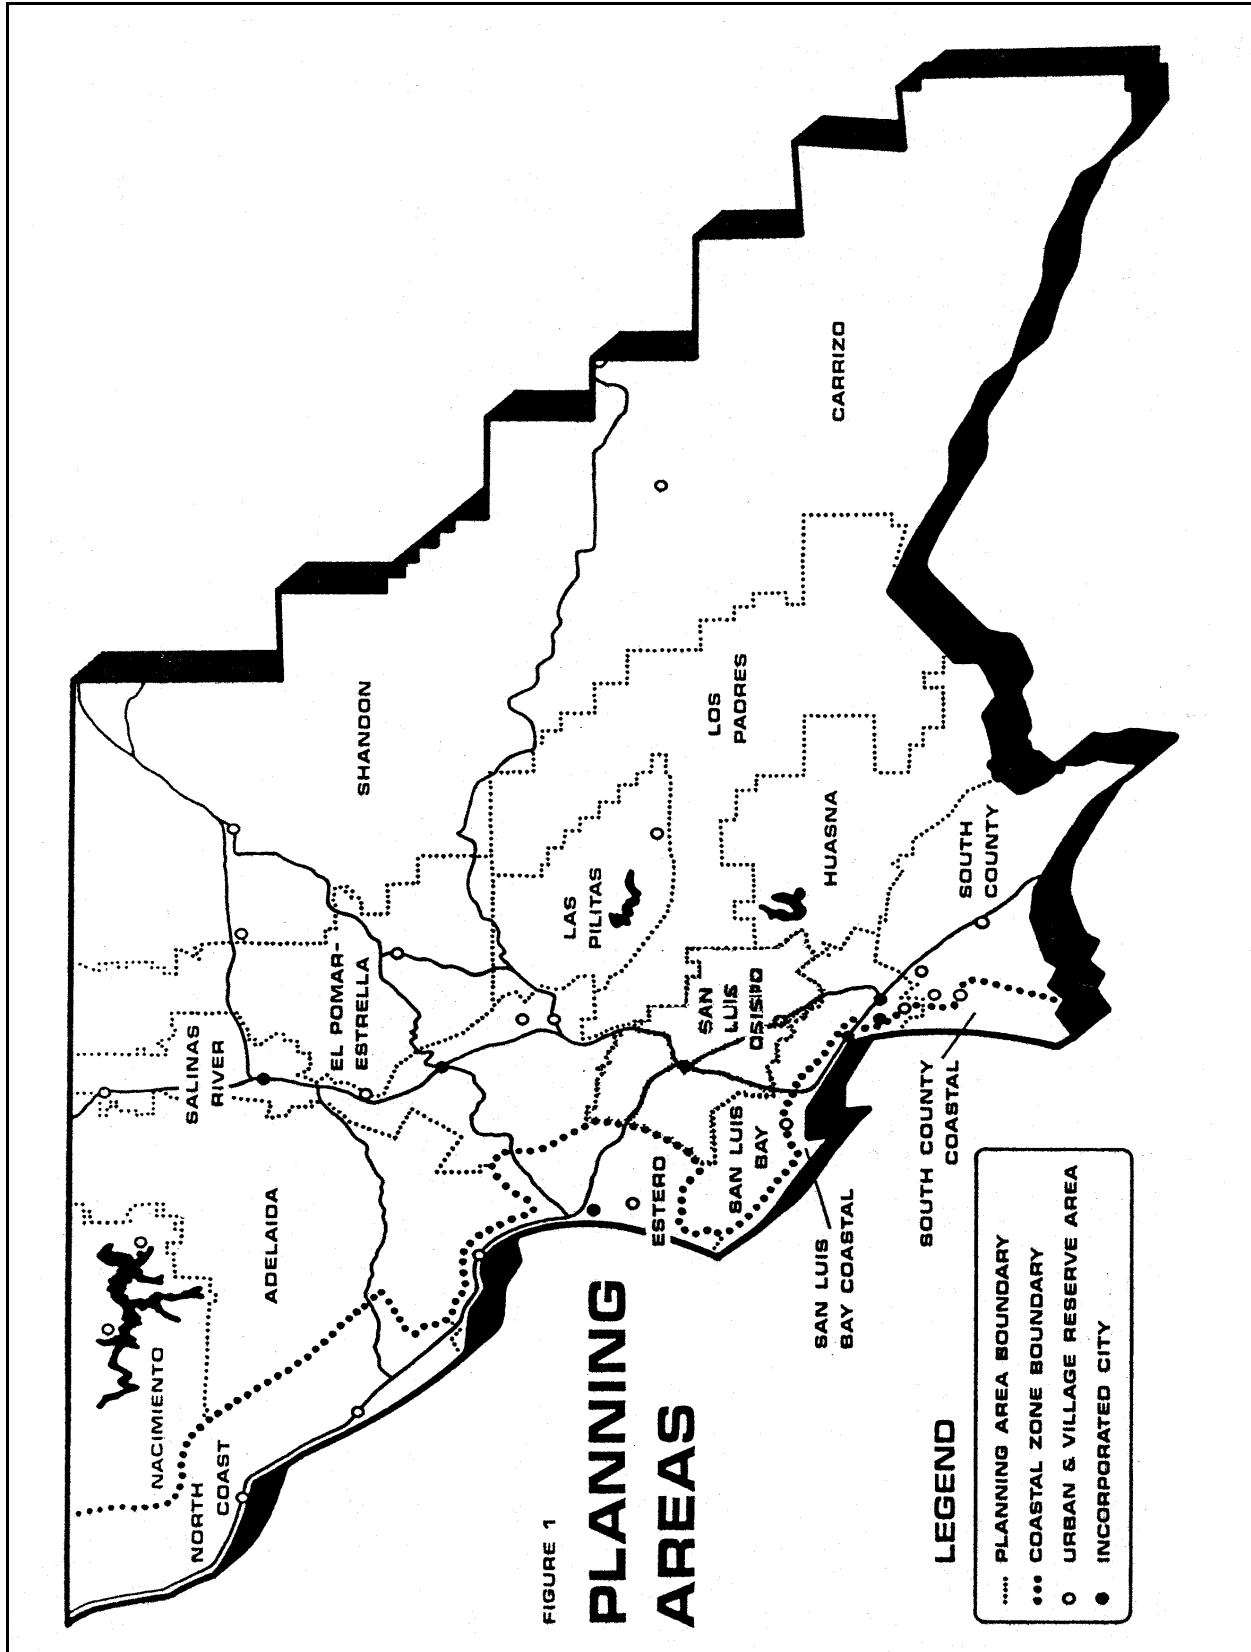 FIGURE 1
PLANNING
AREAS
NACIMIENTO
NORTH
COAST
ADELAIDA
SALINAS
RIVER
EL POMAR-
ESTRELLA
SHANDON
LAS
PILITAS
LOS
PADRES
CARRIZO
ESTERO
SAN LUIS
BAY
SAN
LUIS
OSISPO
HUASNA
SOUTH
COUNTY
SAN LUIS
BAY COASTAL
SOUTH COUNTY
COASTAL
LEGEND
PLANNING AREA BOUNDARY
COASTAL ZONE BOUNDARY
URBAN & VILLAGE RESERVE AREA
INCORPORATED CITY